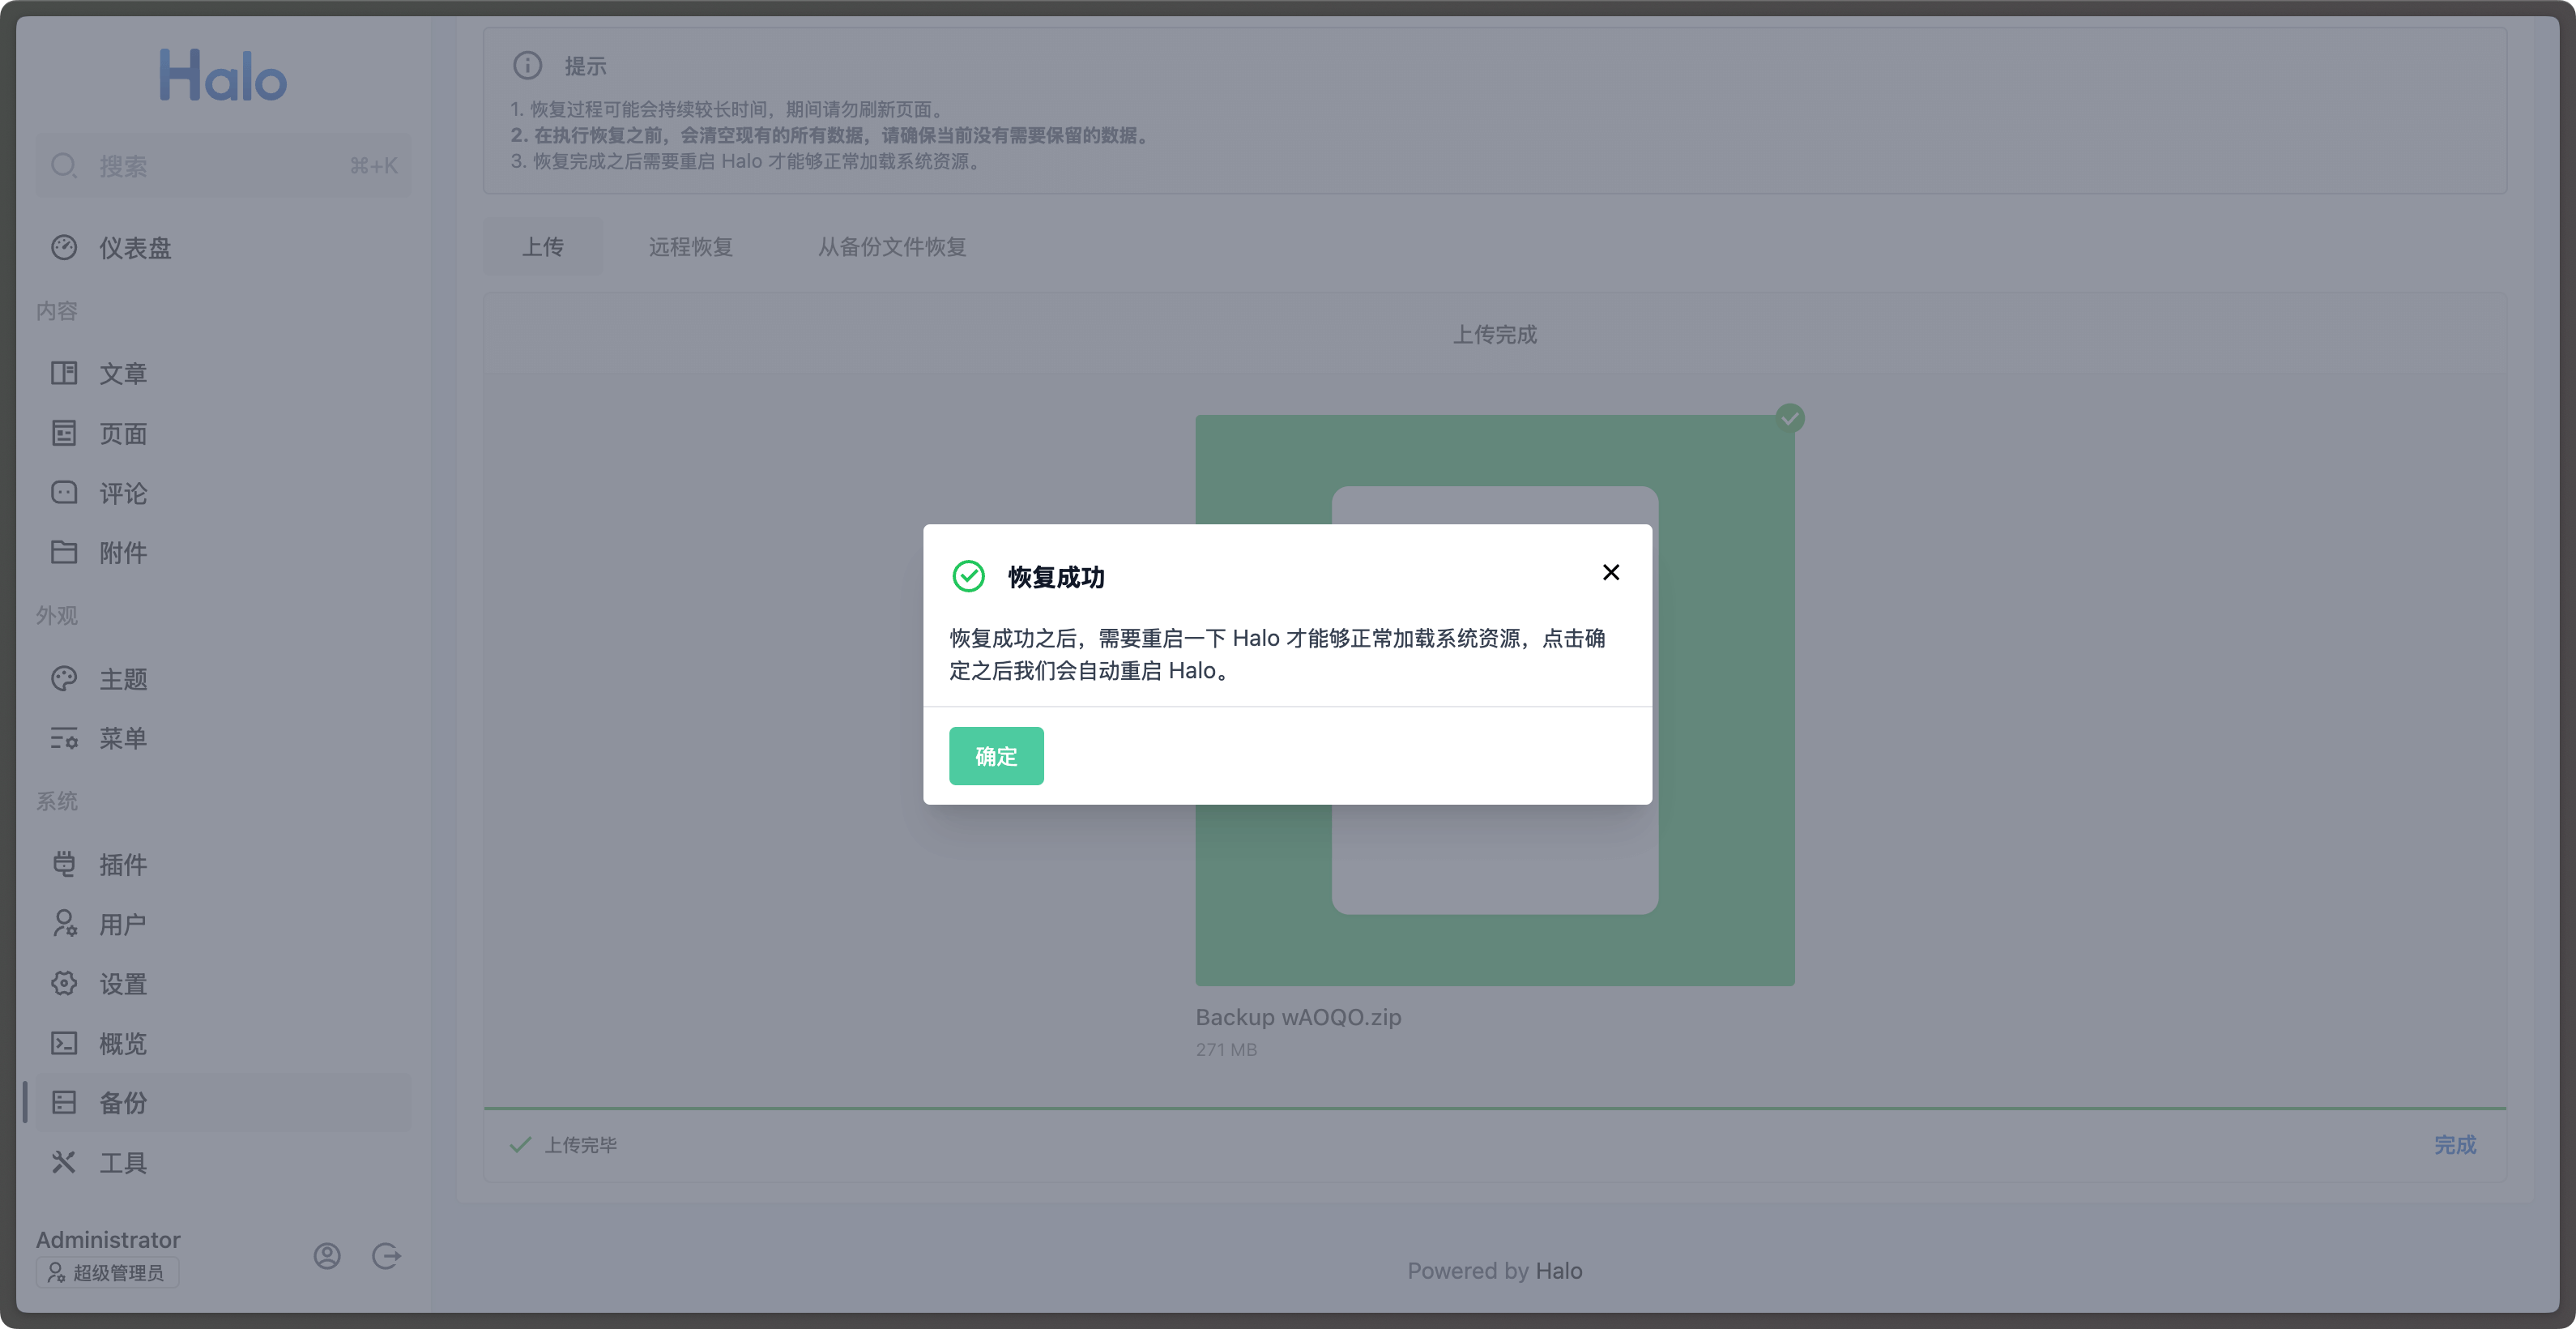 Halo
搜索
⌘+K
仪表盘
内容
文章
页面
评论
附件
外观
主题
菜单
系统
插件
用户
设置
概览
备份
工具
Administrator
超级管理员
提示
1. 恢复过程可能会持续较长时间，期间请勿刷新页面。
2. 在执行恢复之前，会清空现有的所有数据，请确保当前没有需要保留的数据。
3. 恢复完成之后需要重启 Halo 才能够正常加载系统资源。
上传
远程恢复
从备份文件恢复
上传完成
恢复成功
恢复成功之后，需要重启一下 Halo 才能够正常加载系统资源，点击确
定之后我们会自动重启 Halo。
确定
Backup wAOQO.zip
271 MB
上传完毕
完成
Powered by Halo